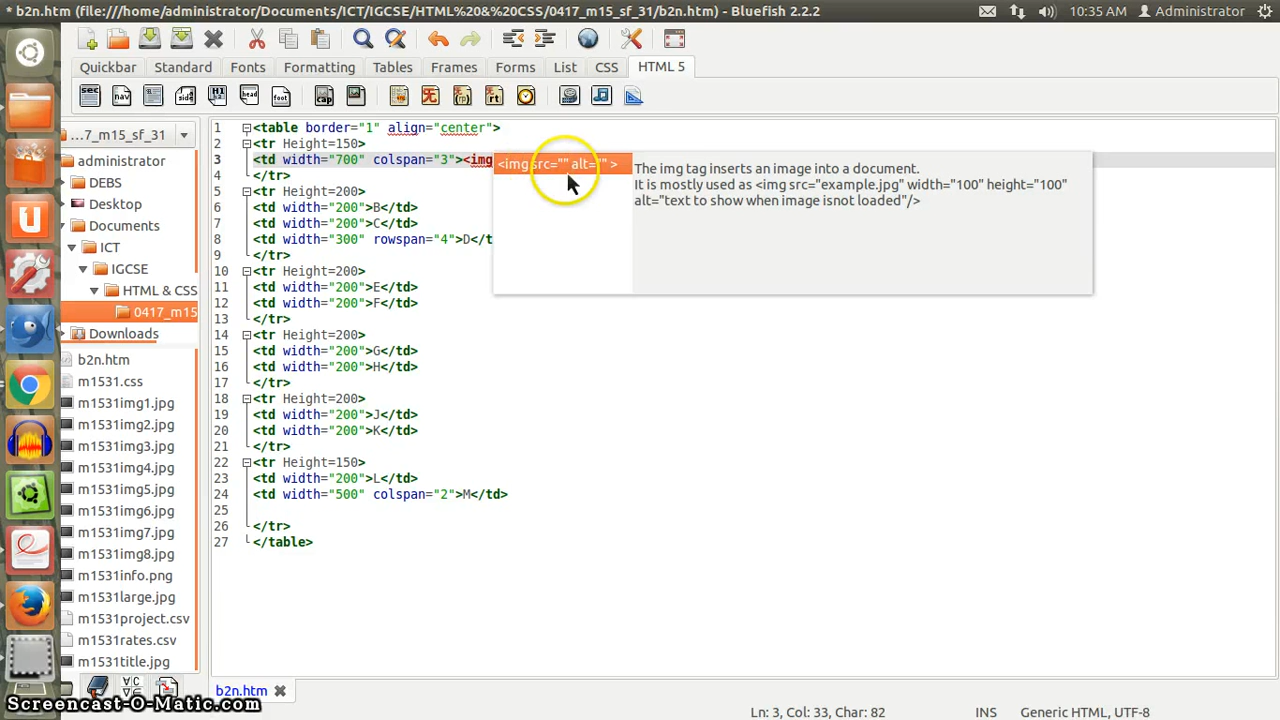 * b2n.htm (file:///home/administrator/Documents/ICT/IGCSE/HTML%20&%20CSS/0417_m15_sf_31/b2n.htm) - Bluefish 2.2.2
10:35 AM Administrator
Quickbar Standard Fonts Formatting Tables Frames Forms List CSS HTML 5
...7_m15_sf_31
administrator
DEBS
Desktop
Documents
ICT
IGCSE
HTML & CSS
0417_m15
Downloads
b2n.htm
m1531.css
m1531img1.jpg
m1531img2.jpg
m1531img3.jpg
m1531img4.jpg
m1531img5.jpg
m1531img6.jpg
m1531img7.jpg
m1531img8.jpg
m1531info.png
m1531large.jpg
m1531project.csv
m1531rates.csv
m1531title.jpg
1 <table border="1" align="center">
2 <tr Height=150>
3 <td width="700" colspan="3"><img
4 </tr>
5 <tr Height=200>
6 <td width="200">B</td>
7 <td width="200">C</td>
8 <td width="300" rowspan="4">D</t
9 </tr>
10 <tr Height=200>
11 <td width="200">E</td>
12 <td width="200">F</td>
13 </tr>
14 <tr Height=200>
15 <td width="200">G</td>
16 <td width="200">H</td>
17 </tr>
18 <tr Height=200>
19 <td width="200">J</td>
20 <td width="200">K</td>
21 </tr>
22 <tr Height=150>
23 <td width="200">L</td>
24 <td width="500" colspan="2">M</td>
25
26 </tr>
27 </table>
<img src="" alt="" >
The img tag inserts an image into a document.
It is mostly used as <img src="example.jpg" width="100" height="100"
alt="text to show when image isnot loaded"/>
b2n.htm
Screencast-O-Matic.com
Ln: 3, Col: 33, Char: 82 INS Generic HTML, UTF-8